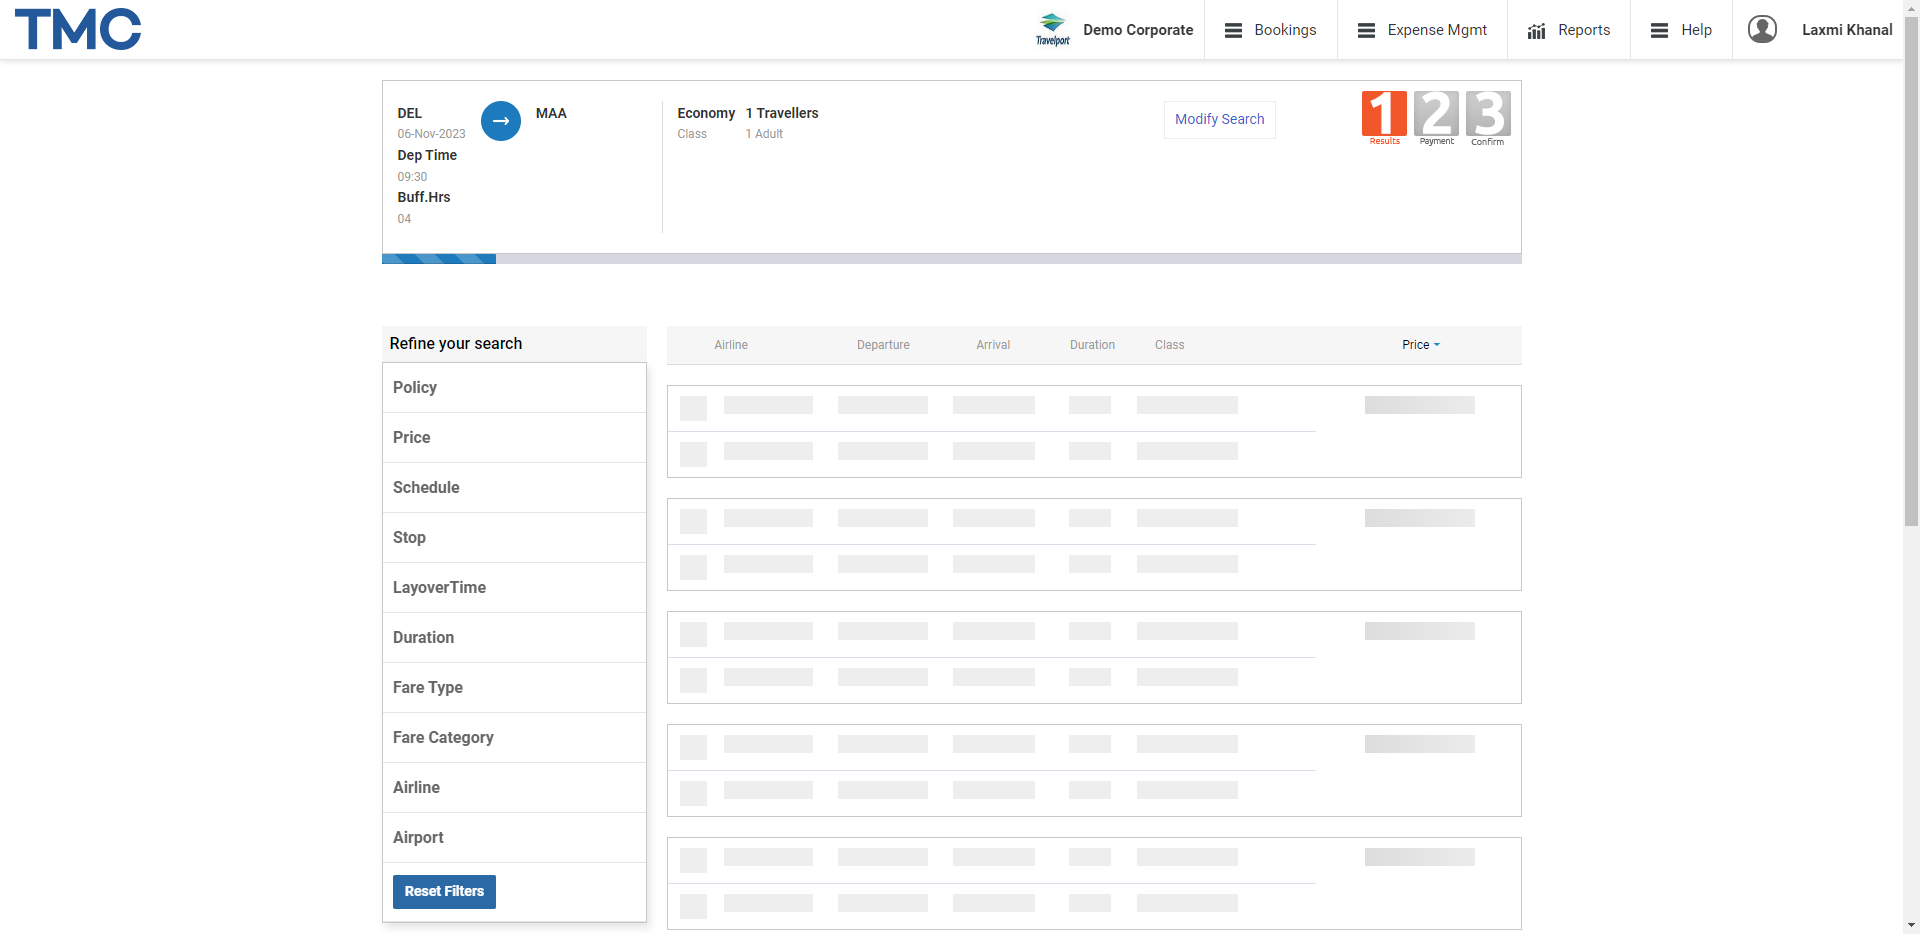 TMC
Travelport
Demo Corporate
Bookings
Expense Mgmt
Reports
Help
Laxmi Khanal
DEL
06-Nov-2023
Dep Time
09:30
Buff.Hrs
04
MAA
Economy
Class
1 Travellers
1 Adult
Modify Search
1 2 3
Results Payment Confirm
Refine your search
Policy
Price
Schedule
Stop
LayoverTime
Duration
Fare Type
Fare Category
Airline
Airport
Reset Filters
Airline Departure Arrival Duration Class Price